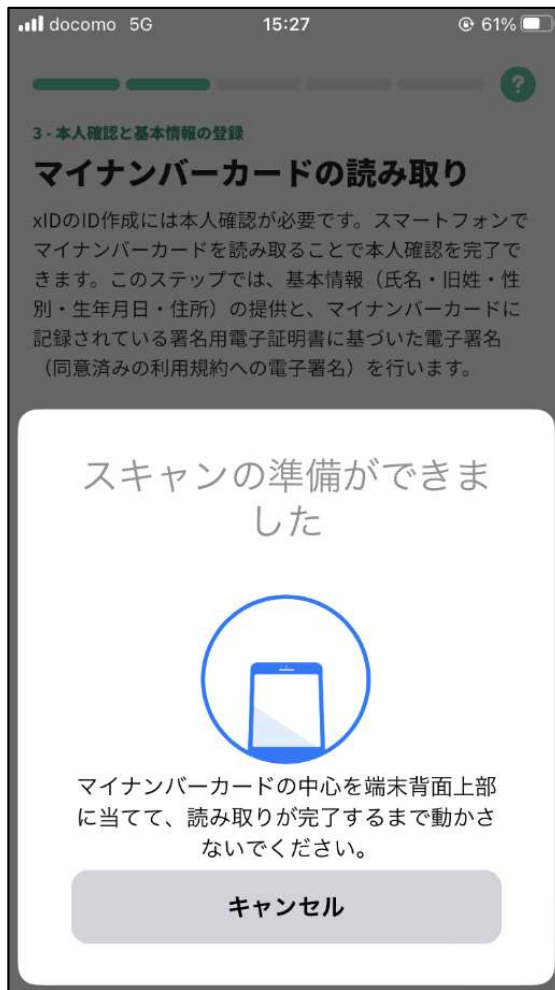 docomo 5G 15:27 61%
?
3 - 本人確認と基本情報の登録
マイナンバーカードの読み取り
xIDのID作成には本人確認が必要です。スマートフォンで
マイナンバーカードを読み取ることで本人確認を完了で
きます。このステップでは、基本情報（氏名・旧姓・性
別・生年月日・住所）の提供と、マイナンバーカードに
記録されている署名用電子証明書に基づいた電子署名
（同意済みの利用規約への電子署名）を行います。
スキャンの準備ができま
した
マイナンバーカードの中心を端末背面上部
に当てて、読み取りが完了するまで動かさ
ないでください。
キャンセル